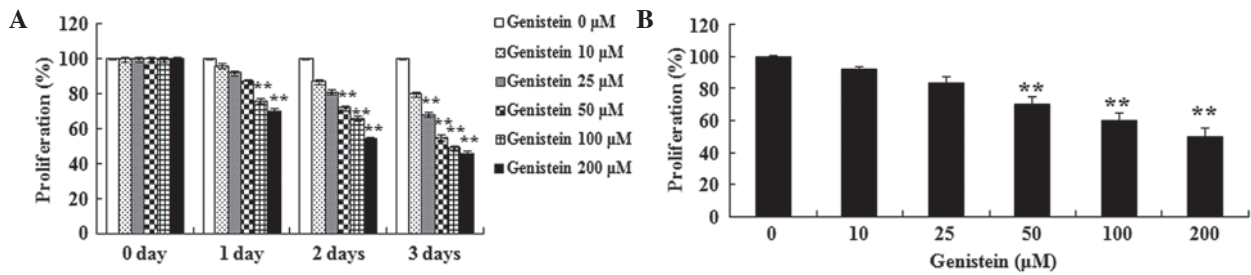 A
Proliferation (%)
120
100
80
60
40
20
0
** **
** ** **
** ** ** **
0 day 1 day 2 days 3 days
Genistein 0 µM
Genistein 10 µM
Genistein 25 µM
Genistein 50 µM
Genistein 100 µM
Genistein 200 µM
B
Proliferation (%)
120
100
80
60
40
20
0
** ** **
0 10 25 50 100 200
Genistein (µM)